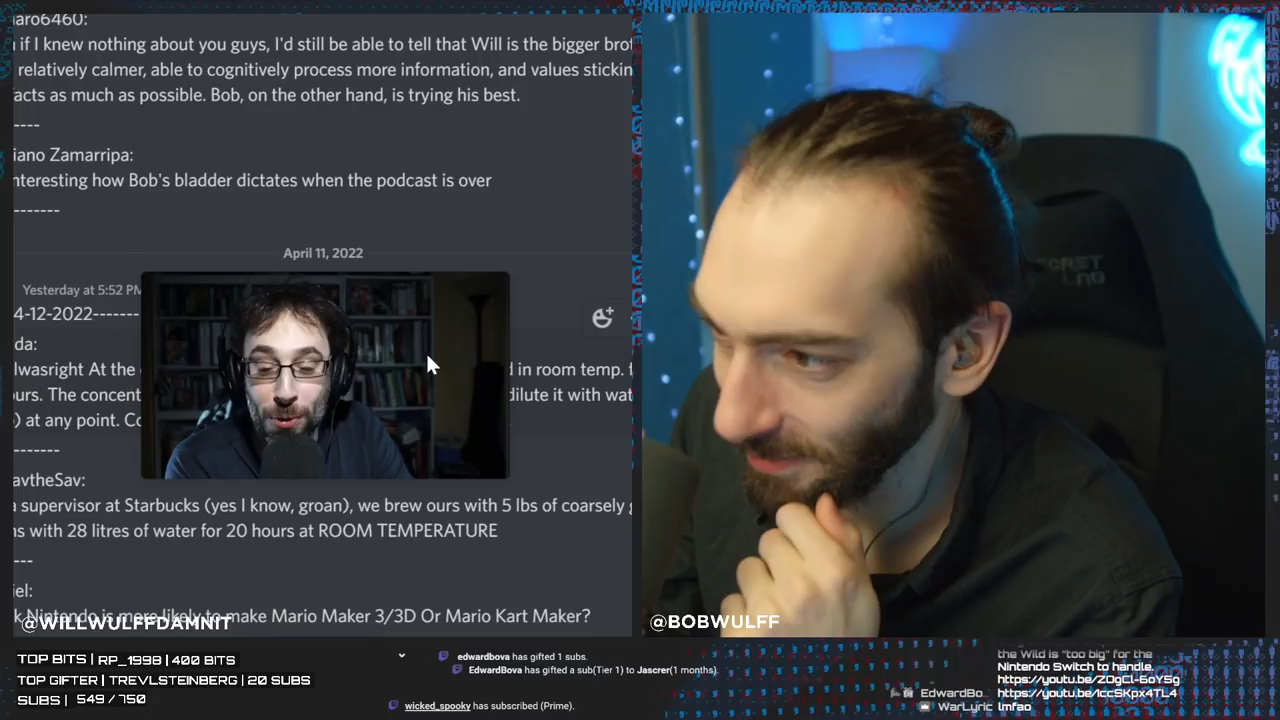 aro6460:
if I knew nothing about you guys, I'd still be able to tell that Will is the bigger brot
relatively calmer, able to cognitively process more information, and values stickin
acts as much as possible. Bob, on the other hand, is trying his best.
----
iano Zamarripa:
nteresting how Bob's bladder dictates when the podcast is over
-------
April 11, 2022
Yesterday at 5:52 PM
4-12-2022-------
da:
lwasright At the
d in room temp. f
ours. The concent
dilute it with wat
) at any point. Co
-------
avtheSav:
a supervisor at Starbucks (yes I know, groan), we brew ours with 5 lbs of coarsely g
ns with 28 litres of water for 20 hours at ROOM TEMPERATURE
---
iel:
k Nintendo is more likely to make Mario Maker 3/3D Or Mario Kart Maker?
@WILLWULFFDAMNIT
CRET
LAB
@BOBWULFF
TOP BITS | RP_1998 | 400 BITS
TOP GIFTER | TREVLSTEINBERG | 20 SUBS
SUBS | 549 / 750
edwardbova has gifted 1 subs.
EdwardBova has gifted a sub(Tier 1) to Jascrer(1 months).
wicked_spooky has subscribed (Prime).
the Wild is "too big" for the
Nintendo Switch to handle.
https://youtu.be/ZOgCl-6oY5g
EdwardBo
https://youtu.be/1ccSKpx4TL4
WarLyric lmfao